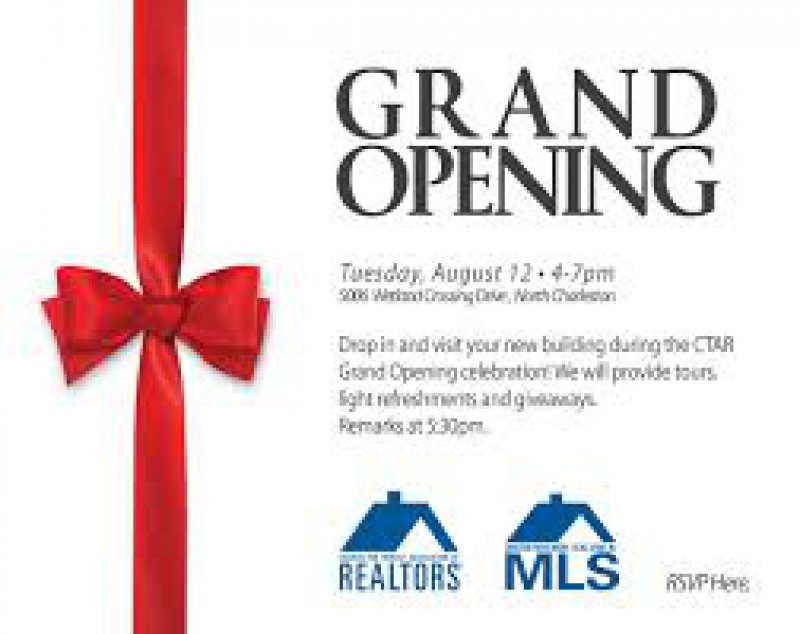 GRAND
OPENING
Tuesday, August 12 • 4-7pm
Wetland Crossing Drive, North Charleston
Drop in and visit your new building during the CTAR
Grand Opening celebration! We will provide tours,
light refreshments and giveaways.
Remarks at 5:30pm.
REALTORS
MLS
RSVP Here.